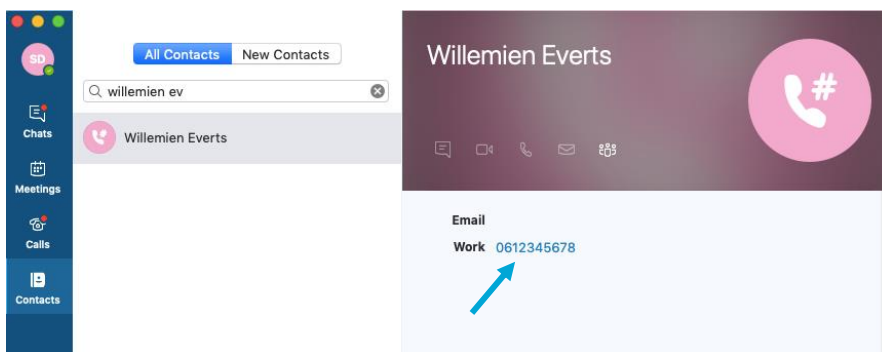 SD
Chats
Meetings
Calls
Contacts
All Contacts New Contacts
willemien ev
Willemien Everts
Willemien Everts
#
Email
Work 0612345678